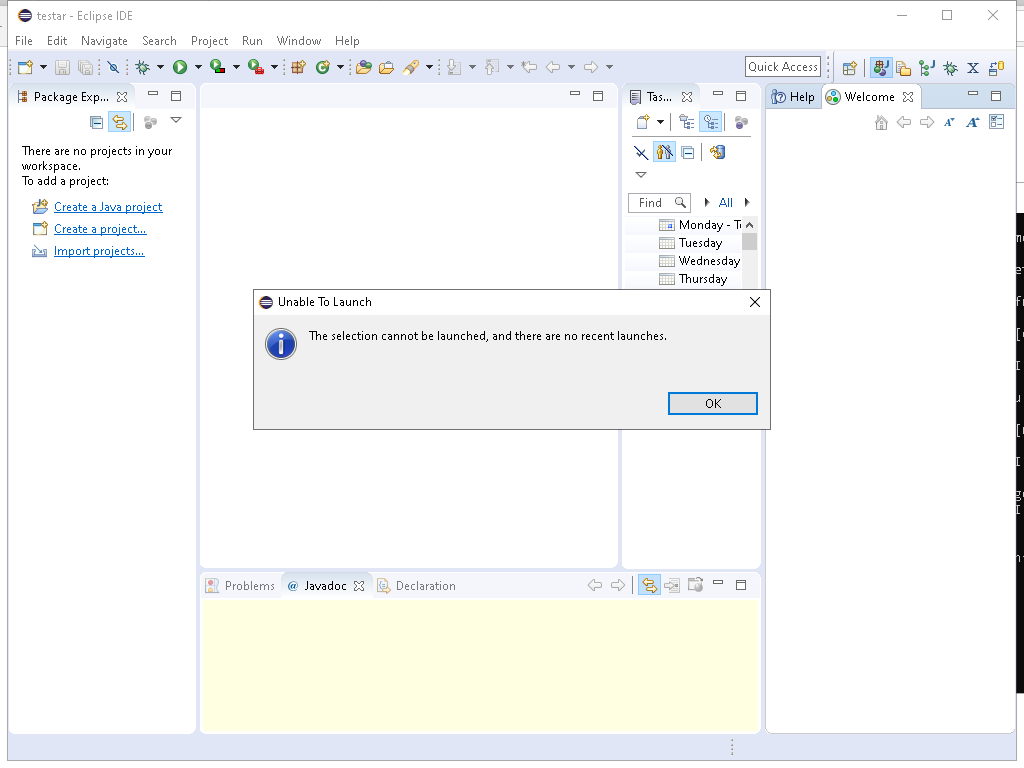 testar - Eclipse IDE
File Edit Navigate Search Project Run Window Help
Quick Access
Package Exp...
There are no projects in your
workspace.
To add a project:
Create a Java project
Create a project...
Import projects...
Tas...
Find
All
Monday - T
Tuesday
Wednesday
Thursday
Help
Welcome
Unable To Launch
The selection cannot be launched, and there are no recent launches.
OK
Problems
@ Javadoc
Declaration